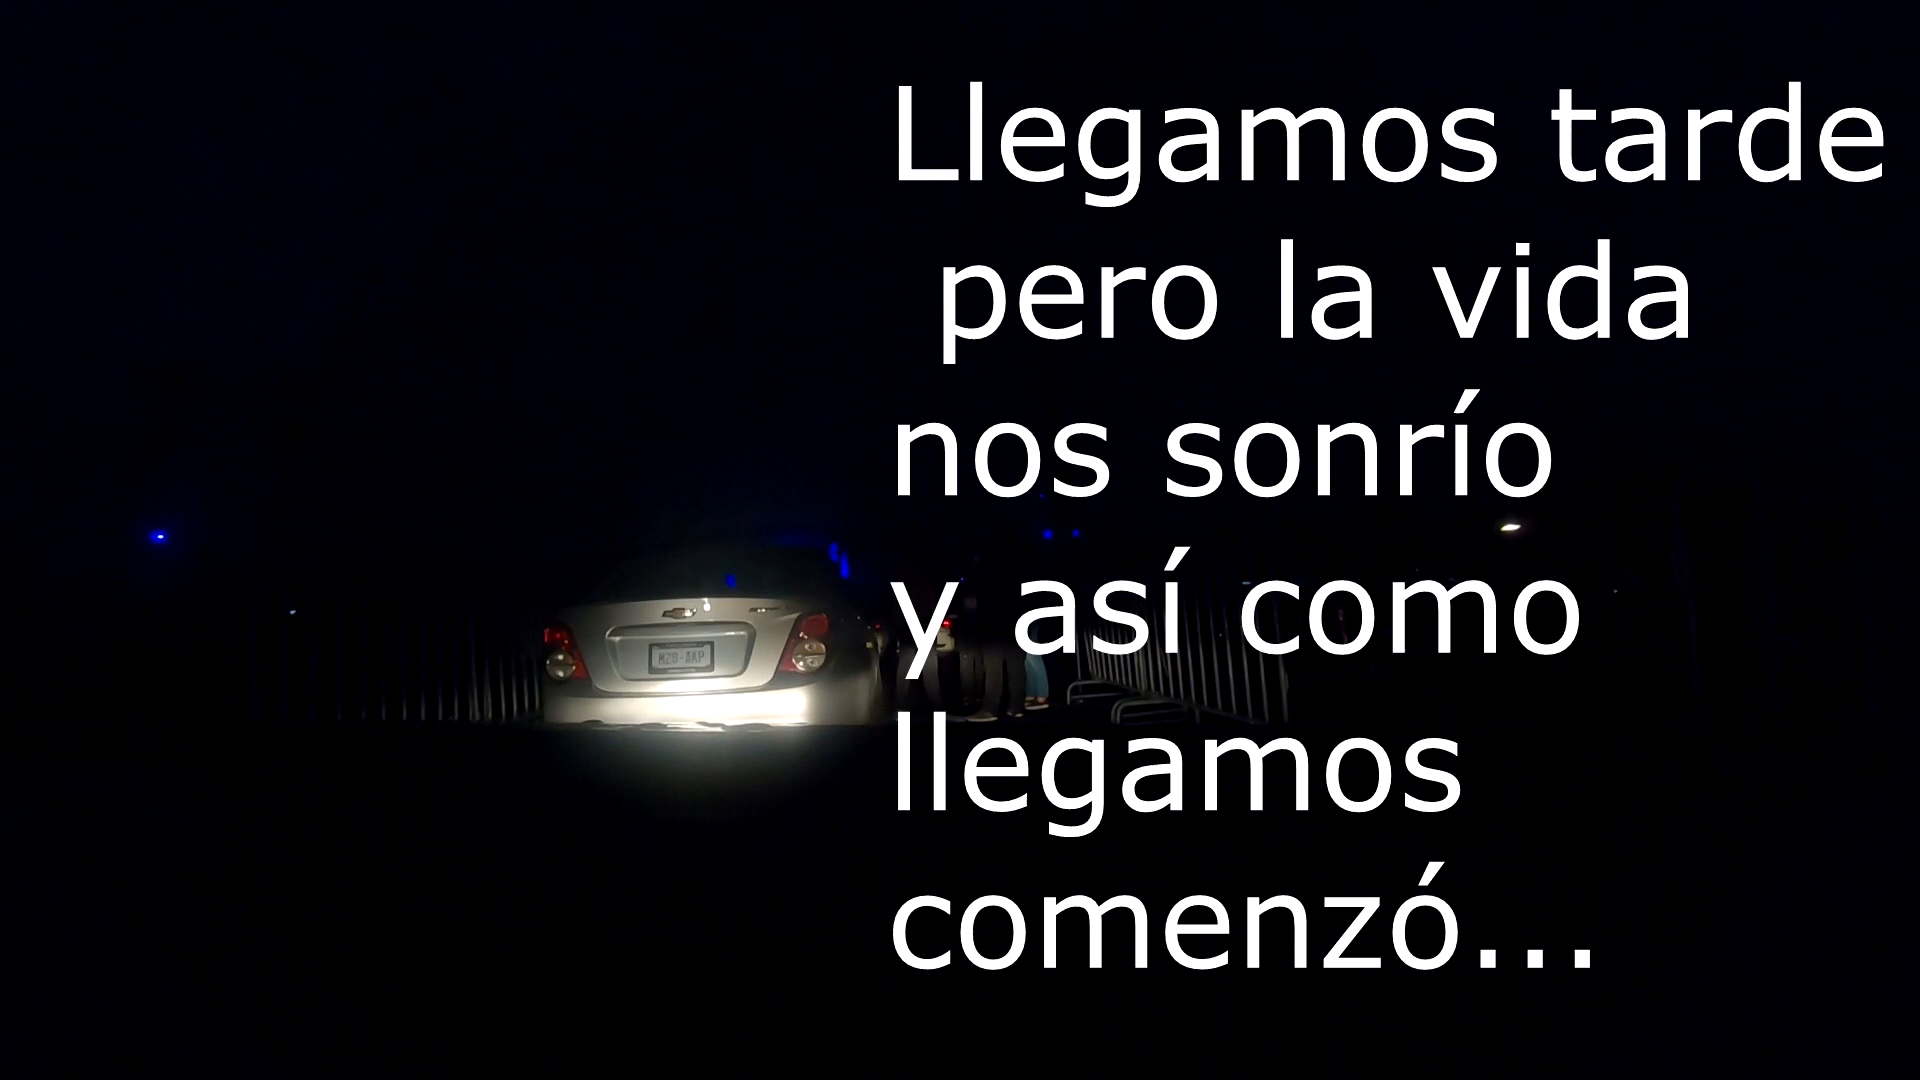 Llegamos tarde
pero la vida
nos sonrío
y así como
llegamos
comenzó...